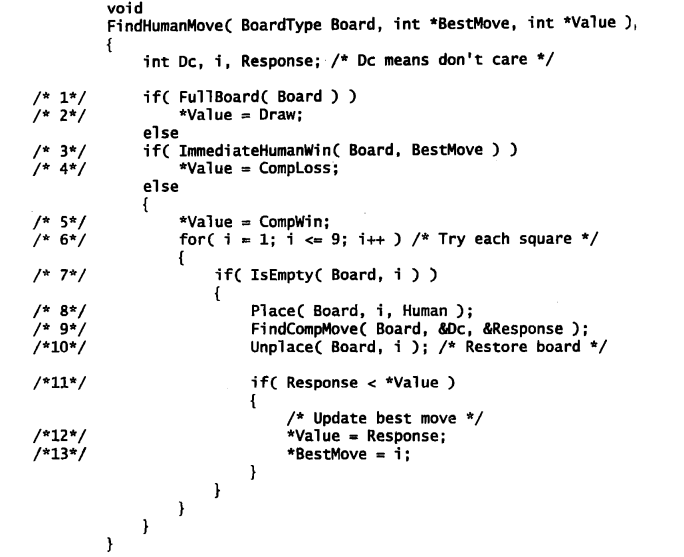 void
FindHumanMove( BoardType Board, int *BestMove, int *Value ),
{
int Dc, i, Response; /* Dc means don't care */
/* 1*/ if( FullBoard( Board ) )
/* 2*/ *Value = Draw;
else
/* 3*/ if( ImmediateHumanWin( Board, BestMove ) )
/* 4*/ *Value = CompLoss;
else
{
/* 5*/ *Value = CompWin;
/* 6*/ for( i = 1; i <= 9; i++ ) /* Try each square */
{
/* 7*/ if( IsEmpty( Board, i ) )
{
/* 8*/ Place( Board, i, Human );
/* 9*/ FindCompMove( Board, &Dc, &Response );
/*10*/ Unplace( Board, i ); /* Restore board */
/*11*/ if( Response < *Value )
{
/* Update best move */
/*12*/ *Value = Response;
/*13*/ *BestMove = i;
}
}
}
}
}